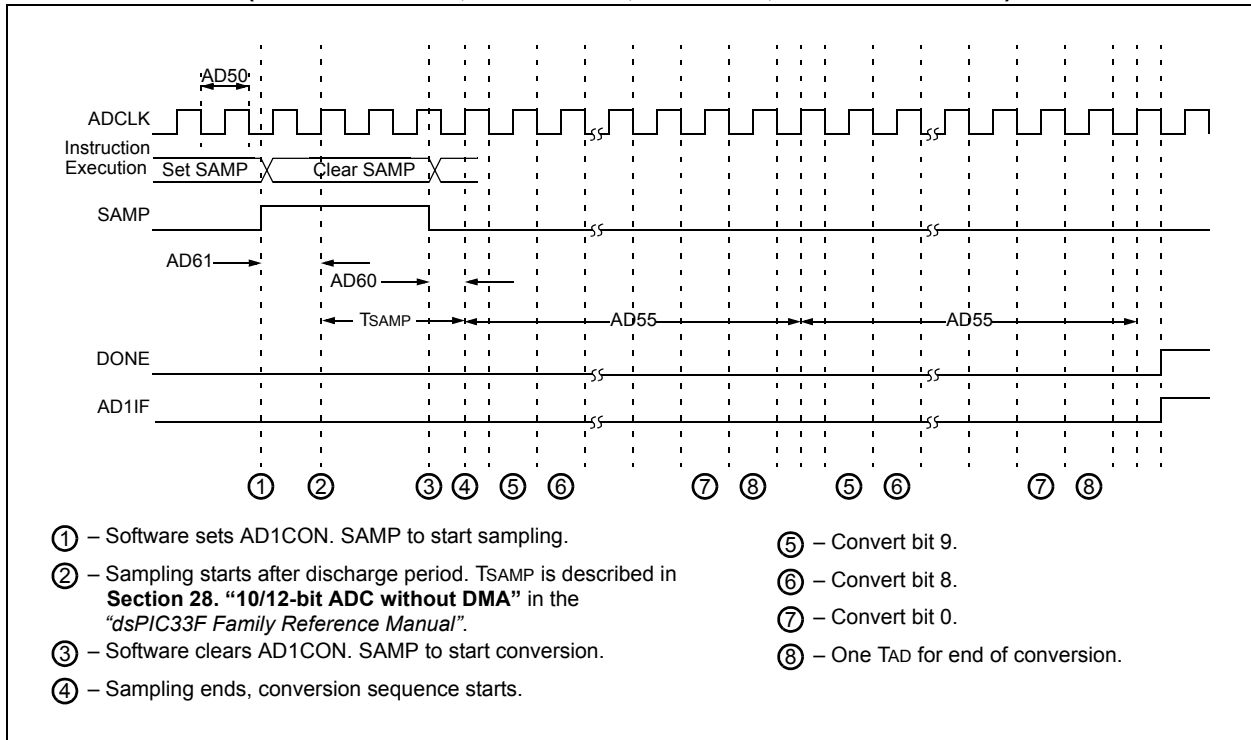 AD50
ADCLK
Instruction
Execution
Set SAMP
Clear SAMP
SAMP
AD61
AD60
TSAMP
AD55
AD55
DONE
AD1IF
1 2 3 4 5 6 7 8 5 6 7 8
1 – Software sets AD1CON. SAMP to start sampling.
2 – Sampling starts after discharge period. TSAMP is described in
Section 28. “10/12-bit ADC without DMA” in the
“dsPIC33F Family Reference Manual”.
3 – Software clears AD1CON. SAMP to start conversion.
4 – Sampling ends, conversion sequence starts.
5 – Convert bit 9.
6 – Convert bit 8.
7 – Convert bit 0.
8 – One TAD for end of conversion.